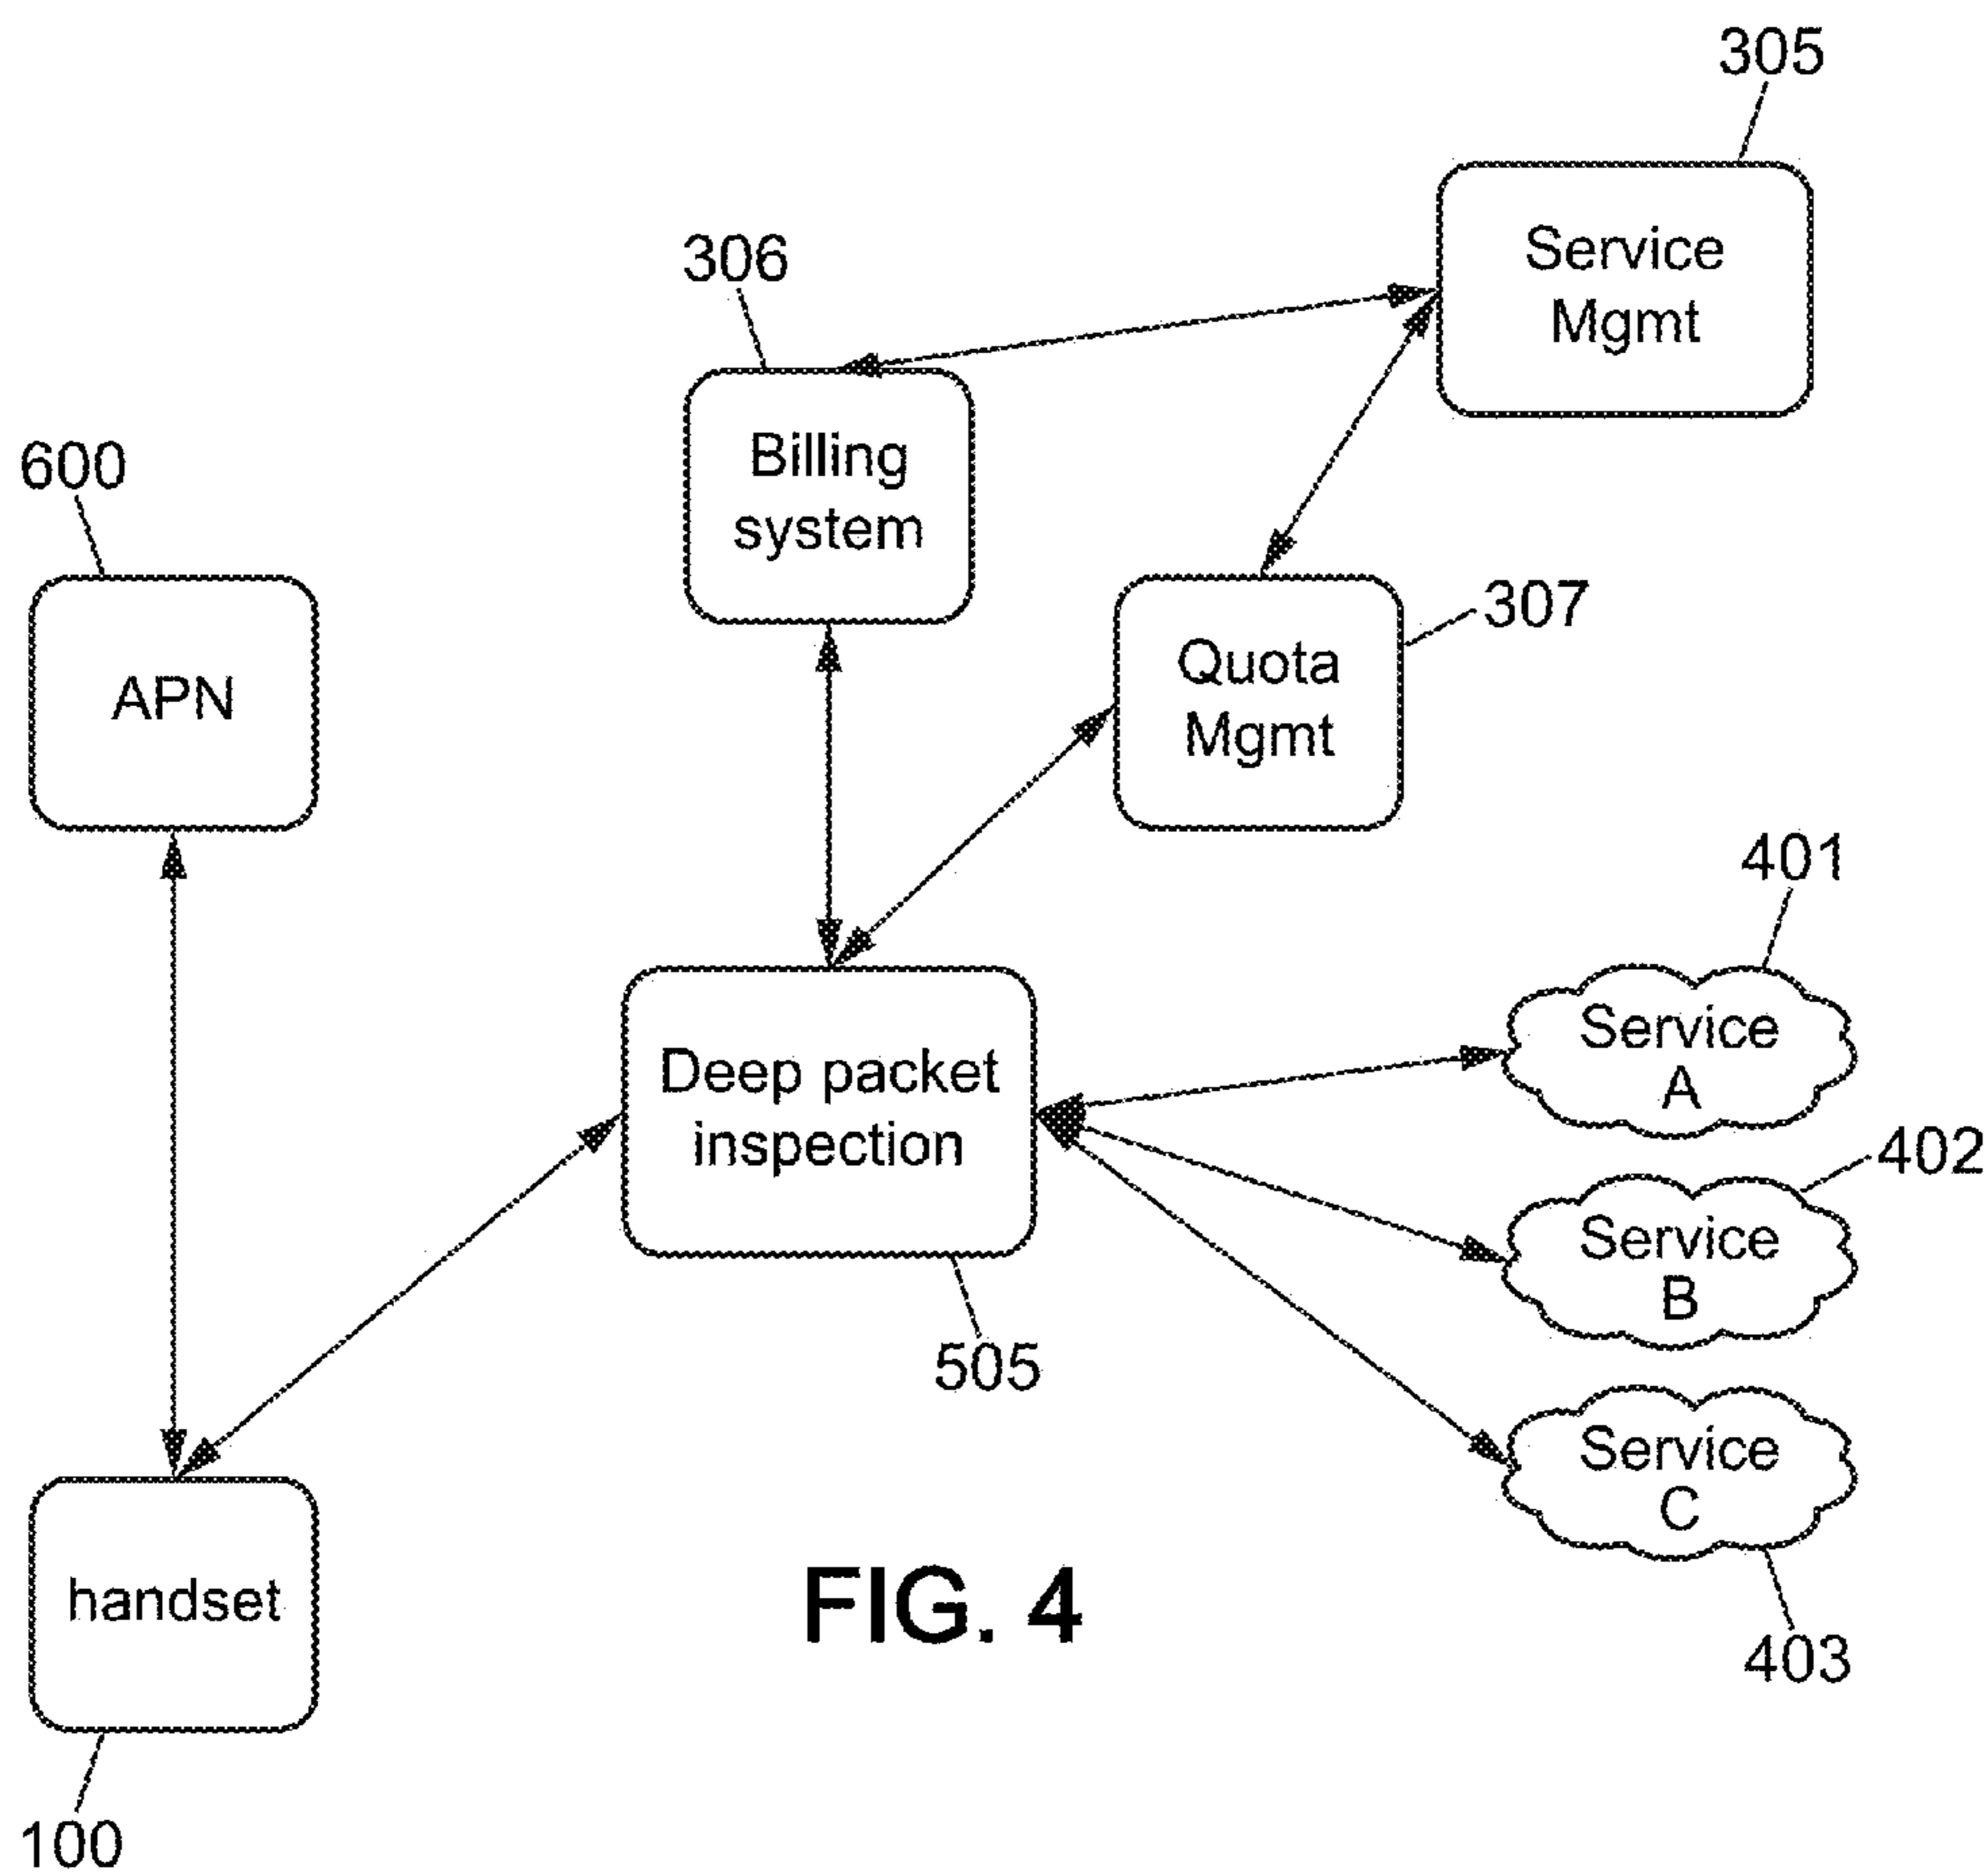 305
Service
Mgmt
306
Billing
system
600
APN
307
Quota
Mgmt
401
Service
A
Deep packet
inspection
402
Service
B
505
Service
C
403
handset
100
FIG. 4